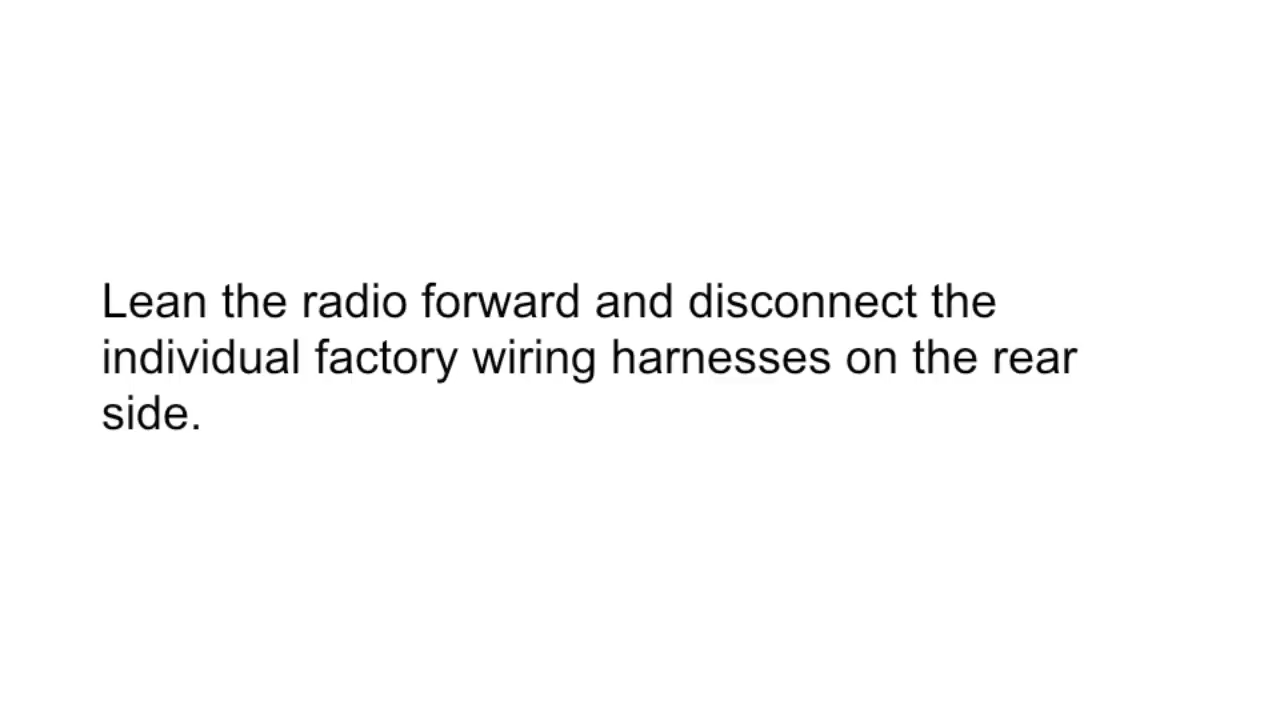 Lean the radio forward and disconnect the
individual factory wiring harnesses on the rear
side.